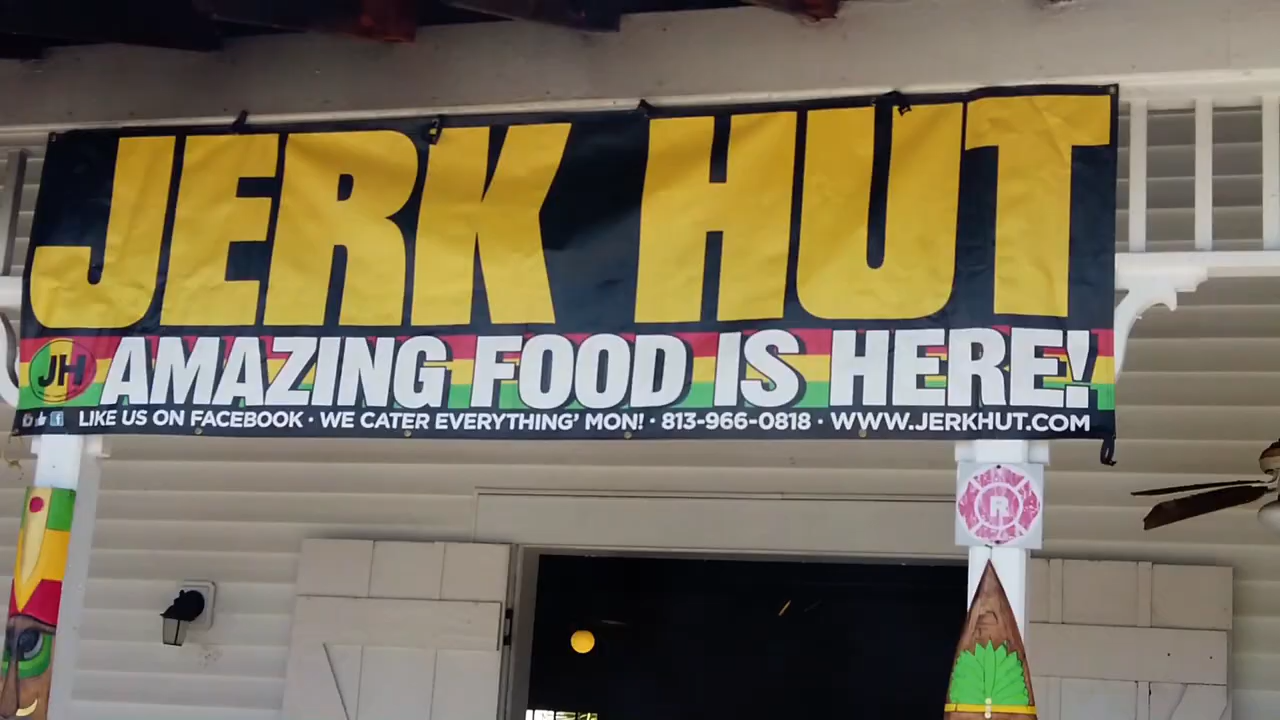 JERK HUT
JH AMAZING FOOD IS HERE!
LIKE US ON FACEBOOK · WE CATER EVERYTHING' MON! · 813-966-0818 · WWW.JERKHUT.COM
R